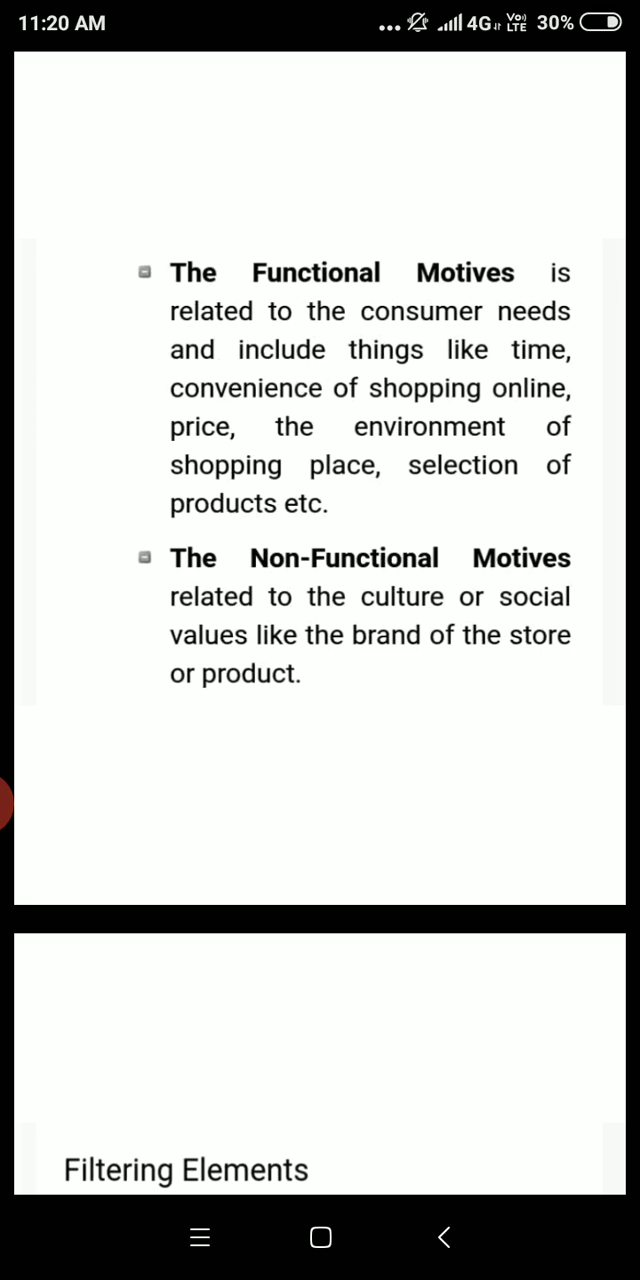 11:20 AM
... 4G Vo) LTE 30%
The Functional Motives is
related to the consumer needs
and include things like time,
convenience of shopping online,
price, the environment of
shopping place, selection of
products etc.
The Non-Functional Motives
related to the culture or social
values like the brand of the store
or product.
Filtering Elements